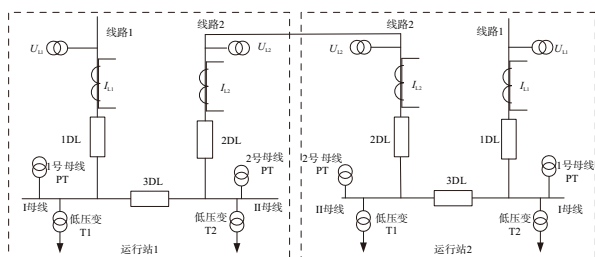 线路1
线路2
U_L1
U_L2
I_L1
I_L2
1DL
2DL
1号 母线
PT
2号母线
PT
3DL
I母线
II母线
低压变
T1
低压变
T2
运行站1
线路2
线路1
U_L2
U_L1
I_L2
I_L1
2DL
1DL
2号 母线
PT
1号母线
PT
3DL
II母线
I母线
低压变
T1
低压变
T2
运行站2